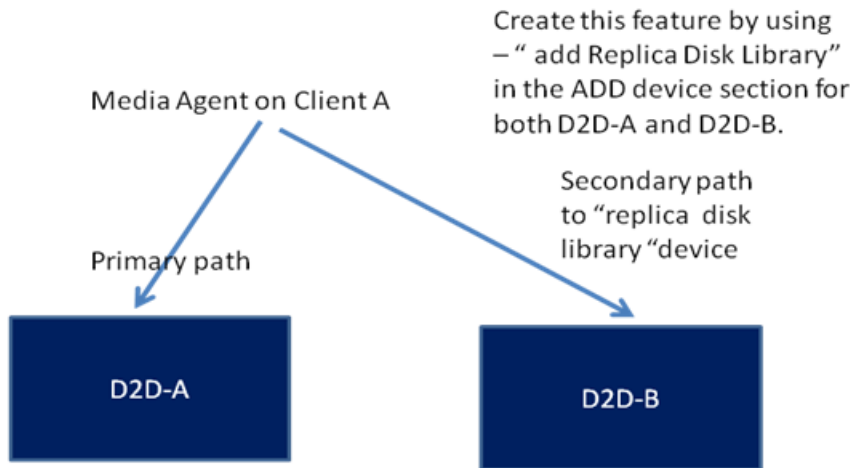 Create this feature by using
– “ add Replica Disk Library”
in the ADD device section for
both D2D-A and D2D-B.
Media Agent on Client A
Secondary path
to “replica disk
library “device
Primary path
D2D-A
D2D-B